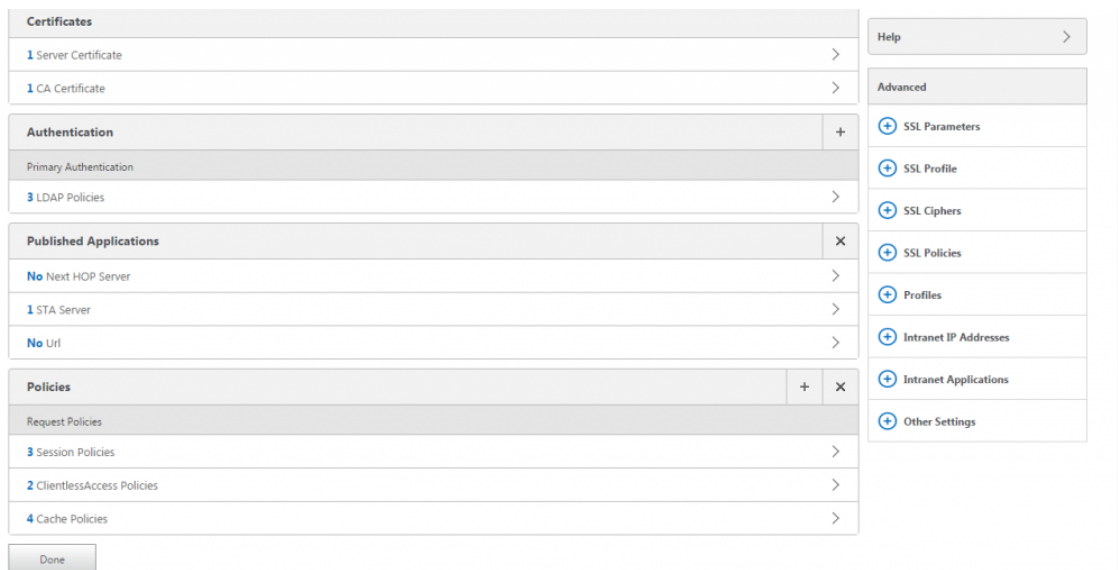 Certificates
1 Server Certificate
1 CA Certificate
Authentication
Primary Authentication
3 LDAP Policies
Published Applications
No Next HOP Server
1 STA Server
No Url
Policies
Request Policies
3 Session Policies
2 ClientlessAccess Policies
4 Cache Policies
Done
Help
Advanced
SSL Parameters
SSL Profile
SSL Ciphers
SSL Policies
Profiles
Intranet IP Addresses
Intranet Applications
Other Settings